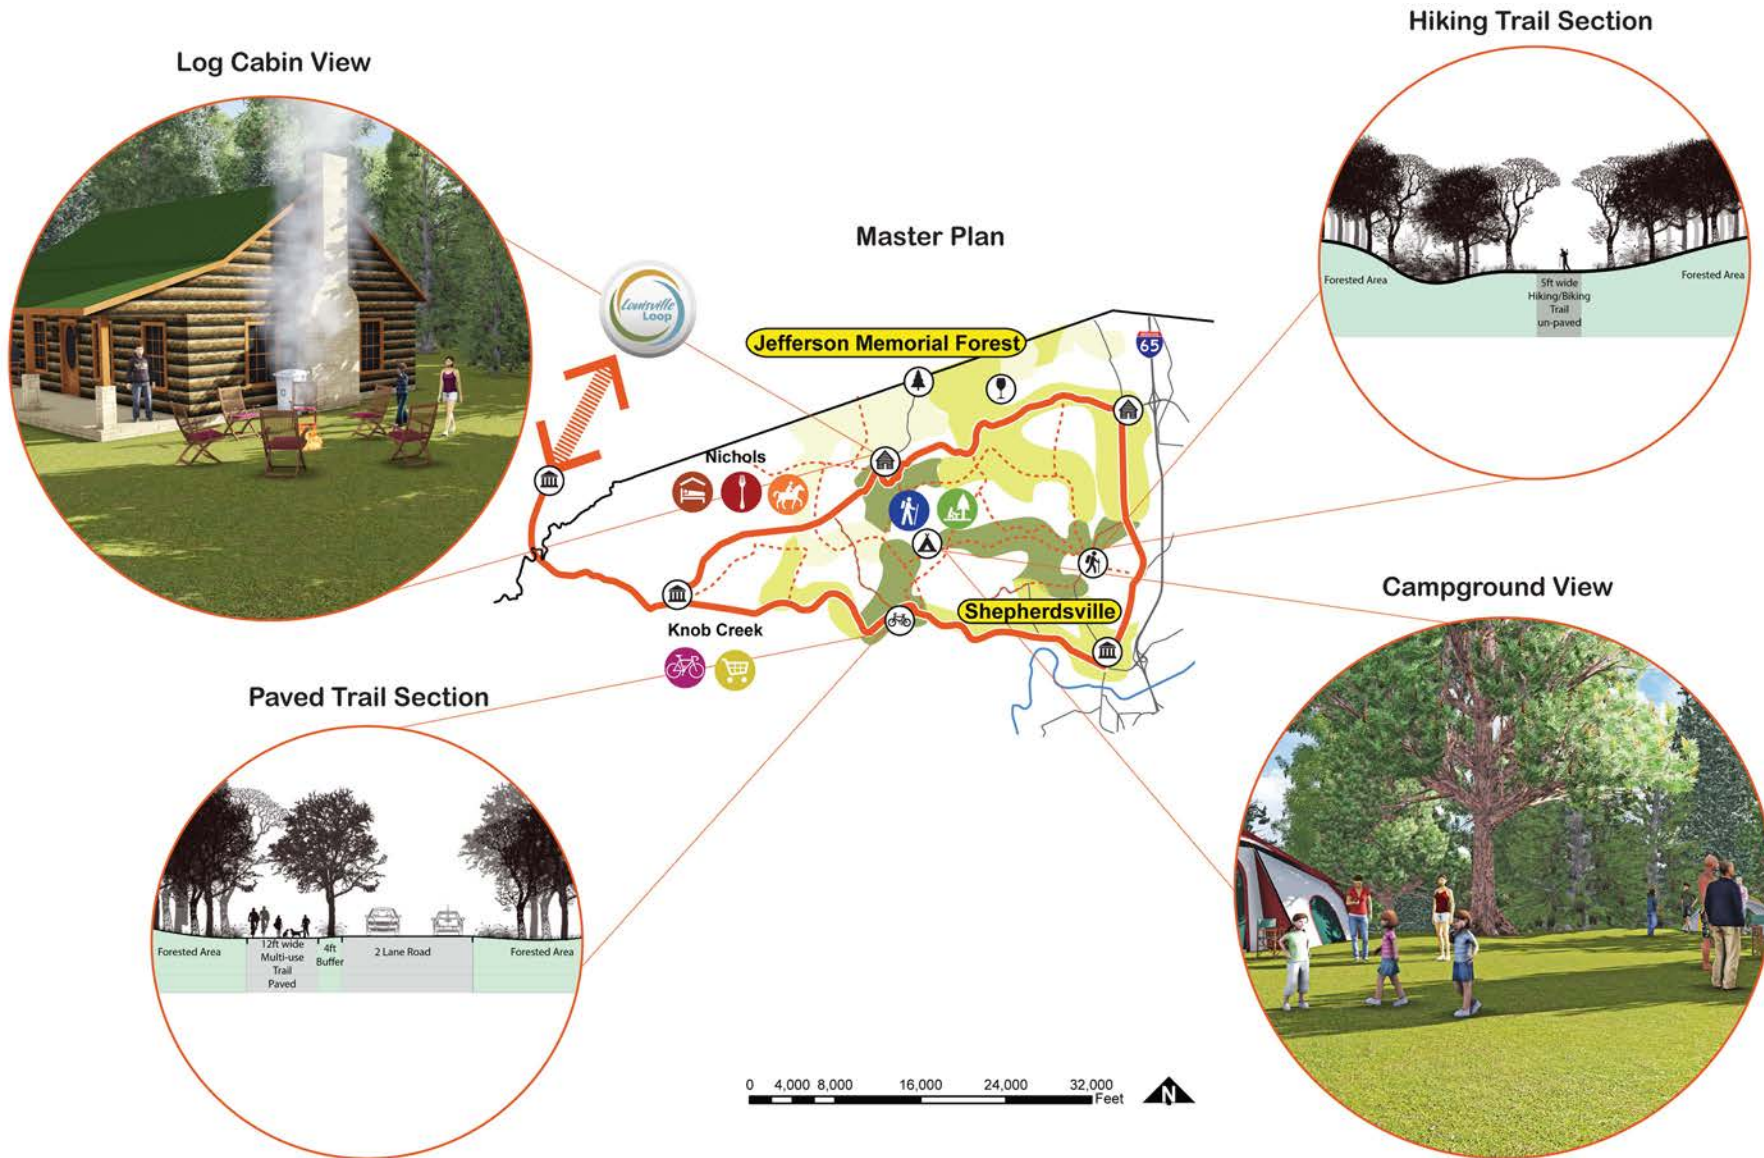 Hiking Trail Section
Log Cabin View
Master Plan
Louisville
Loop
Jefferson Memorial Forest
INTERSTATE
65
Forested Area
5ft wide
Hiking/Biking
Trail
un-paved
Forested Area
Nichols
Knob Creek
Shepherdsville
Campground View
Paved Trail Section
Forested Area
12ft wide
Multi-use
Trail
Paved
4ft
Buffer
2 Lane Road
Forested Area
0 4,000 8,000 16,000 24,000 32,000
Feet
N